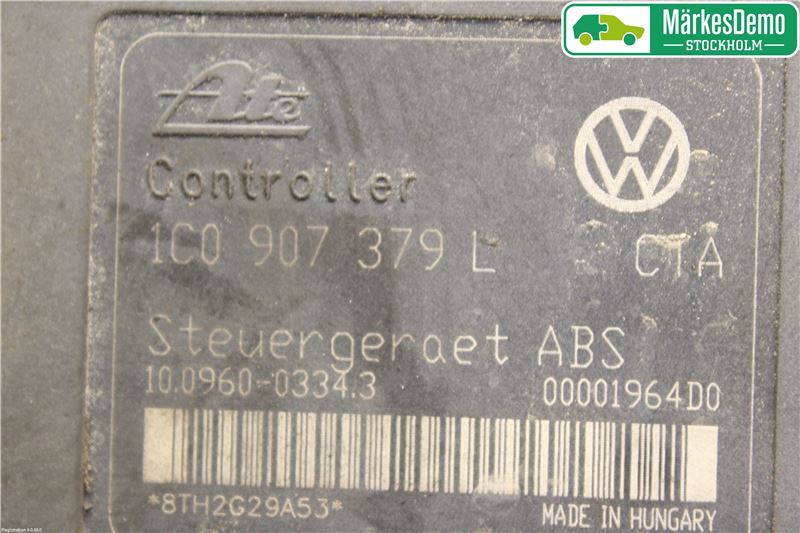 MärkesDemo
STOCKHOLM
Ate
Controller
1C0 907 379 L CTA
Steuergeraet ABS
10.0960-0334.3 00001964D0
*8TH2G29A53*
MADE IN HUNGARY